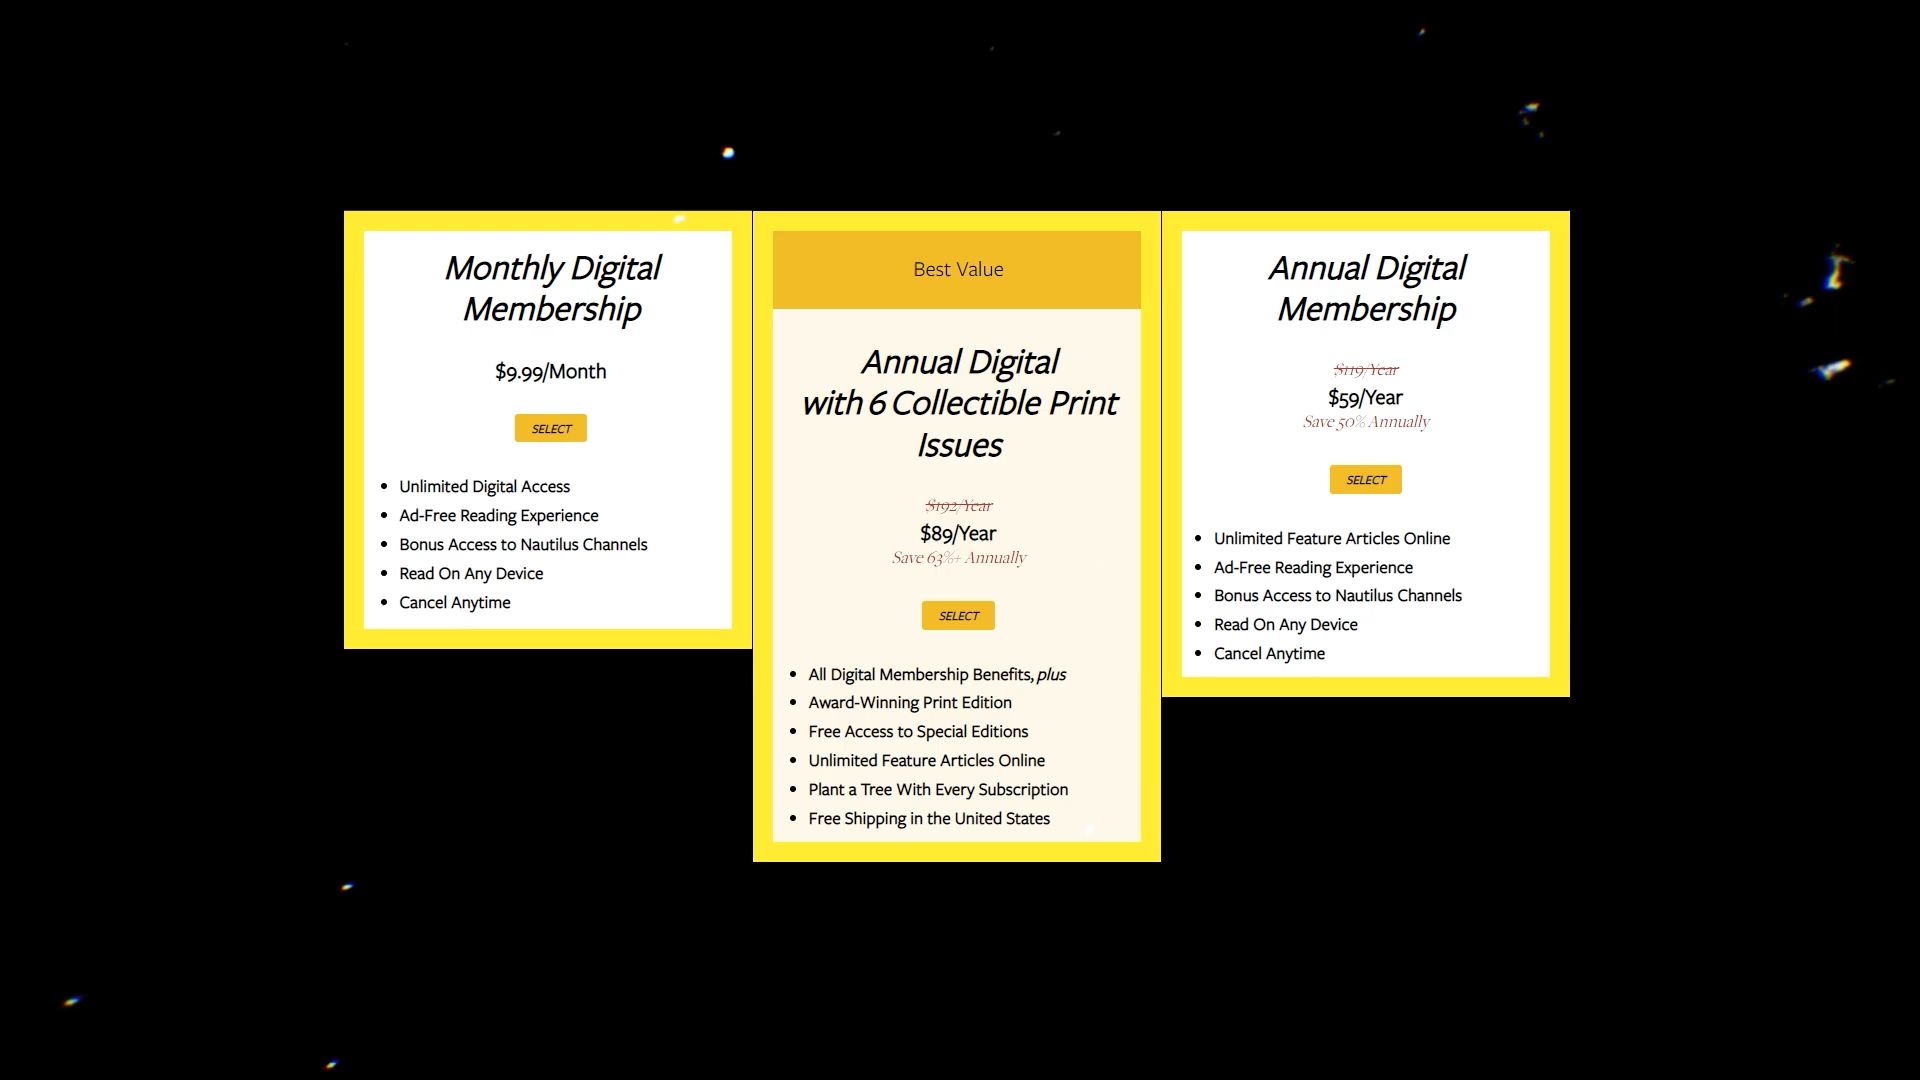 Monthly Digital
Membership
$9.99/Month
SELECT
Unlimited Digital Access
Ad-Free Reading Experience
Bonus Access to Nautilus Channels
Read On Any Device
Cancel Anytime
Best Value
Annual Digital
with 6 Collectible Print
Issues
$192/Year
$89/Year
Save 63%+ Annually
SELECT
All Digital Membership Benefits, plus
Award-Winning Print Edition
Free Access to Special Editions
Unlimited Feature Articles Online
Plant a Tree With Every Subscription
Free Shipping in the United States
Annual Digital
Membership
$119/Year
$59/Year
Save 50% Annually
SELECT
Unlimited Feature Articles Online
Ad-Free Reading Experience
Bonus Access to Nautilus Channels
Read On Any Device
Cancel Anytime